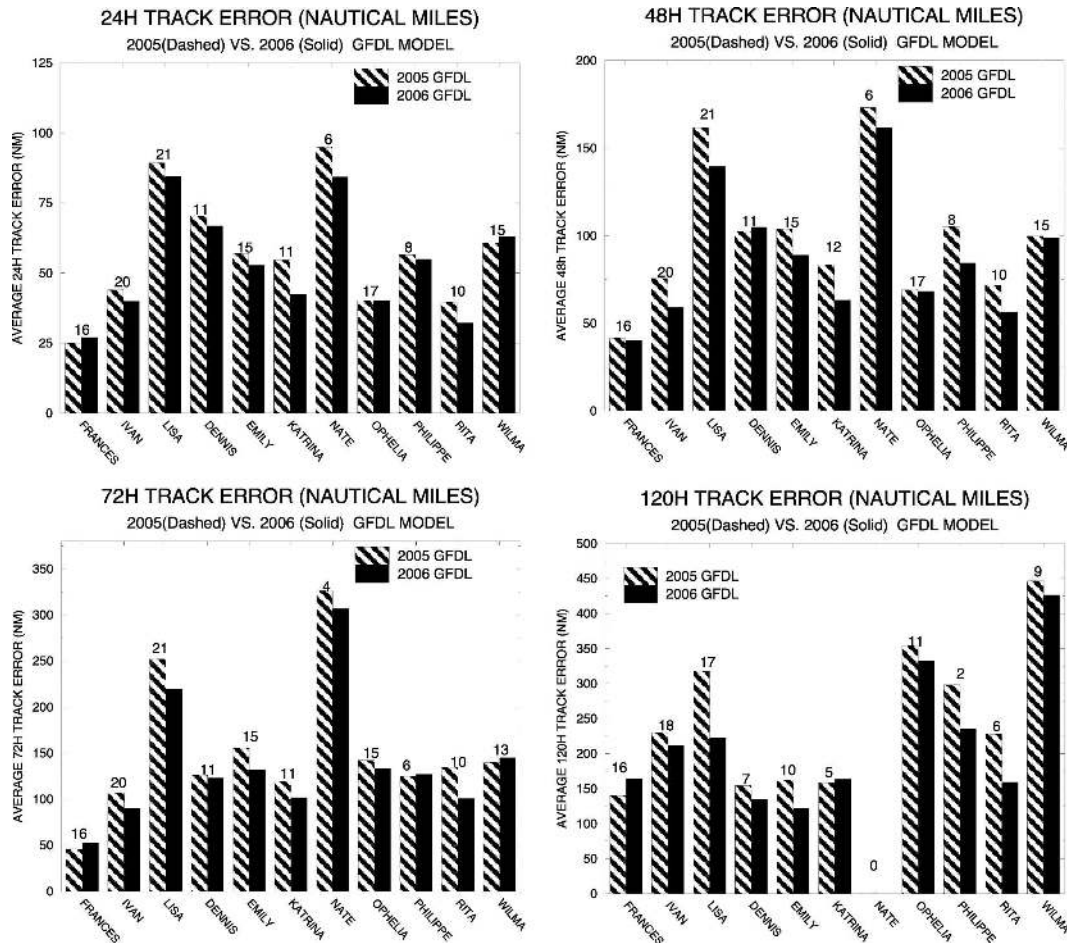 24H TRACK ERROR (NAUTICAL MILES)
2005(Dashed) VS. 2006 (Solid) GFDL MODEL
AVERAGE 24H TRACK ERROR (NM)
125
100
75
50
25
0
2005 GFDL
2006 GFDL
16
20
21
11
15
11
6
17
8
10
15
FRANCES
IVAN
LISA
DENNIS
EMILY
KATRINA
NATE
OPHELIA
PHILIPPE
RITA
WILMA
48H TRACK ERROR (NAUTICAL MILES)
2005(Dashed) VS. 2006 (Solid) GFDL MODEL
AVERAGE 48h TRACK ERROR (NM)
200
150
100
50
0
2005 GFDL
2006 GFDL
16
20
21
11
15
12
6
17
8
10
15
FRANCES
IVAN
LISA
DENNIS
EMILY
KATRINA
NATE
OPHELIA
PHILIPPE
RITA
WILMA
72H TRACK ERROR (NAUTICAL MILES)
2005(Dashed) VS. 2006 (Solid) GFDL MODEL
AVERAGE 72H TRACK ERROR (NM)
350
300
250
200
150
100
50
0
2005 GFDL
2006 GFDL
16
20
21
11
15
11
4
15
6
10
13
FRANCES
IVAN
LISA
DENNIS
EMILY
KATRINA
NATE
OPHELIA
PHILIPPE
RITA
WILMA
120H TRACK ERROR (NAUTICAL MILES)
2005(Dashed) VS. 2006 (Solid) GFDL MODEL
AVERAGE 120H TRACK ERROR (NM)
500
450
400
350
300
250
200
150
100
50
0
2005 GFDL
2006 GFDL
16
18
17
7
10
5
0
11
2
6
9
FRANCES
IVAN
LISA
DENNIS
EMILY
KATRINA
NATE
OPHELIA
PHILIPPE
RITA
WILMA